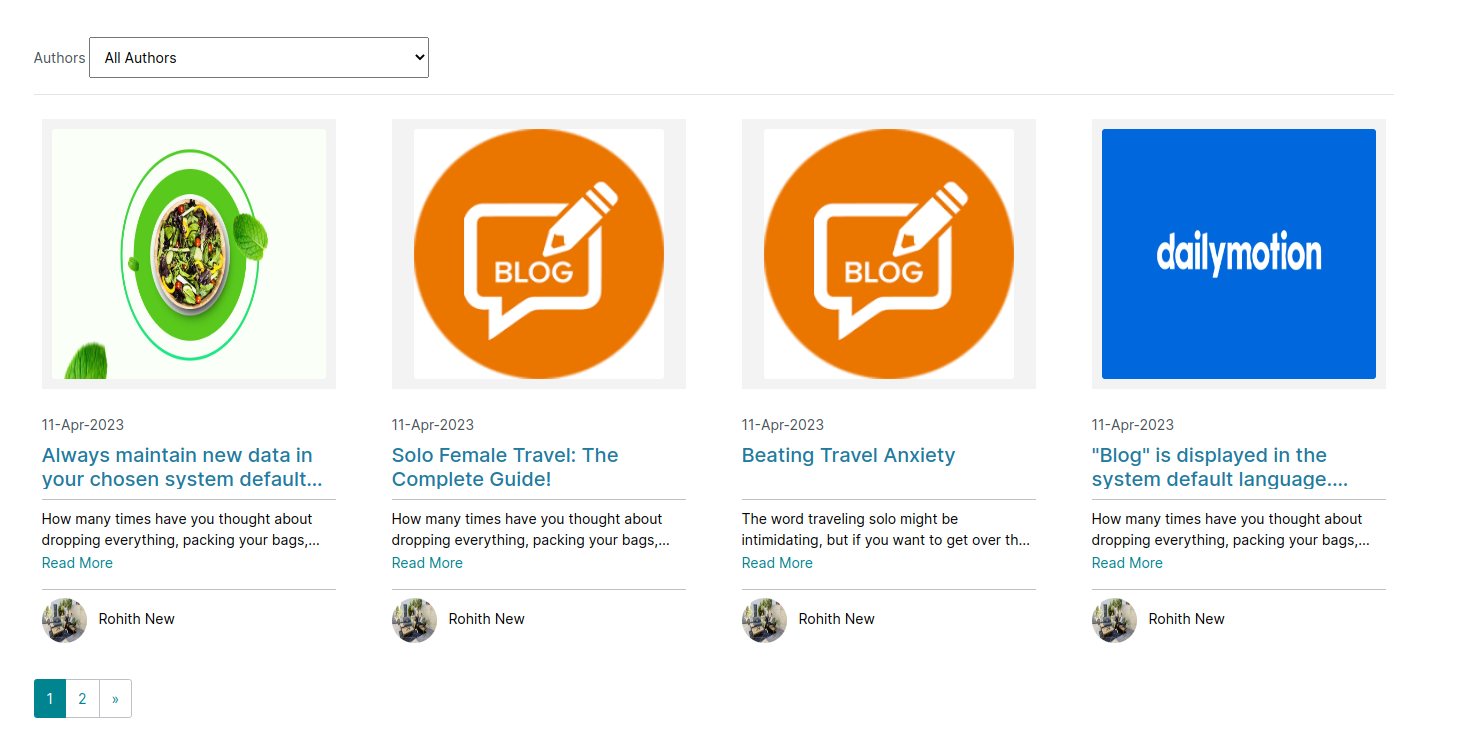 Authors All Authors
BLOG
BLOG
dailymotion
11-Apr-2023
Always maintain new data in
your chosen system default...
How many times have you thought about
dropping everything, packing your bags,...
Read More
Rohith New
11-Apr-2023
Solo Female Travel: The
Complete Guide!
How many times have you thought about
dropping everything, packing your bags,...
Read More
Rohith New
11-Apr-2023
Beating Travel Anxiety
The word traveling solo might be
intimidating, but if you want to get over th...
Read More
Rohith New
11-Apr-2023
"Blog" is displayed in the
system default language....
How many times have you thought about
dropping everything, packing your bags,...
Read More
Rohith New
1 2 »